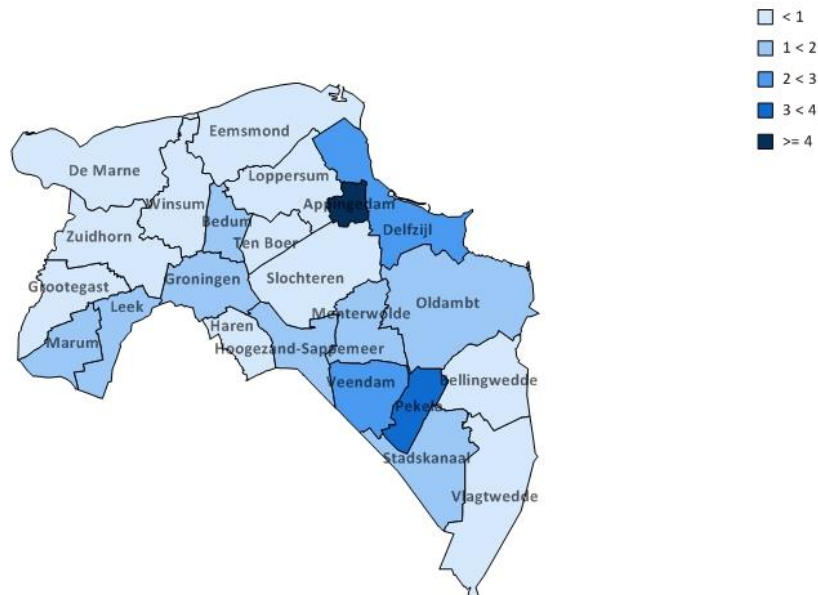 < 1
1 < 2
2 < 3
3 < 4
>= 4
Eemsmond
De Marne
Loppersum
Winsum
Appingedam
Bedum
Delfzijl
Zuidhorn
Ten Boer
Groningen
Slochteren
Grootegast
Leek
Oldambt
Menterwolde
Haren
Marum
Hoogezand-Sappemeer
Veendam
Bellingwedde
Pekela
Stadskanaal
Vlagtwedde